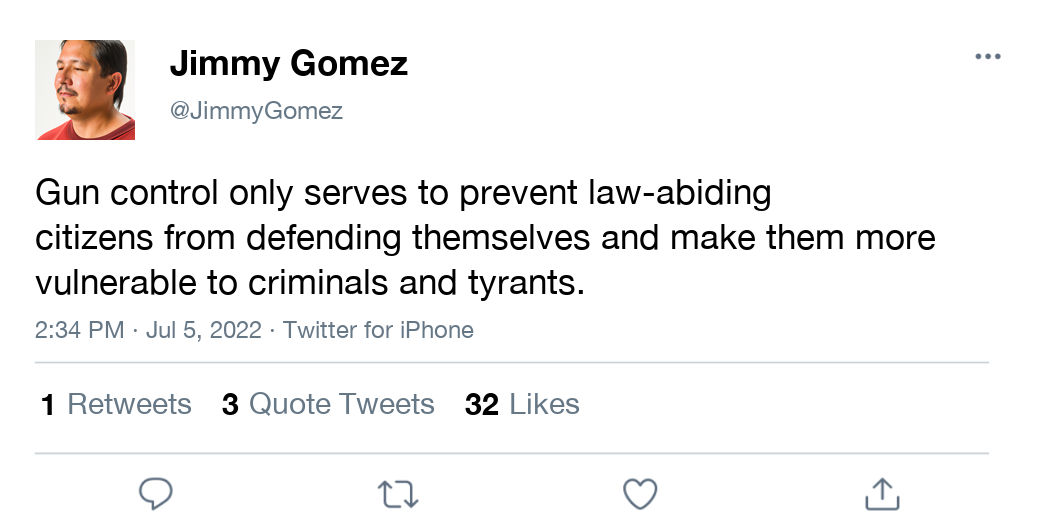 Jimmy Gomez
@JimmyGomez
Gun control only serves to prevent law-abiding
citizens from defending themselves and make them more
vulnerable to criminals and tyrants.
2:34 PM · Jul 5, 2022 · Twitter for iPhone
1 Retweets 3 Quote Tweets 32 Likes